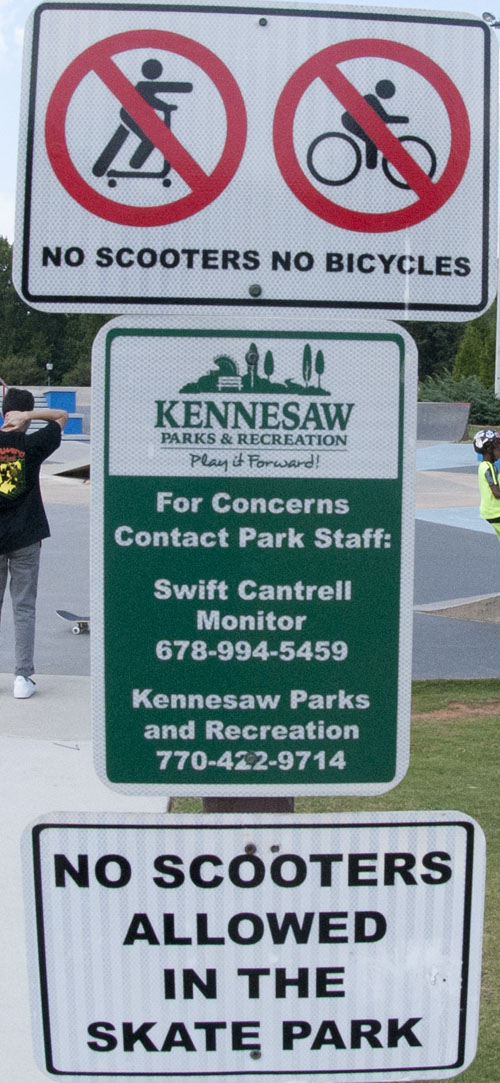 NO SCOOTERS NO BICYCLES
KENNESAW
PARKS & RECREATION
Play it Forward!
For Concerns
Contact Park Staff:
Swift Cantrell
Monitor
678-994-5459
Kennesaw Parks
and Recreation
770-422-9714
NO SCOOTERS
ALLOWED
IN THE
SKATE PARK